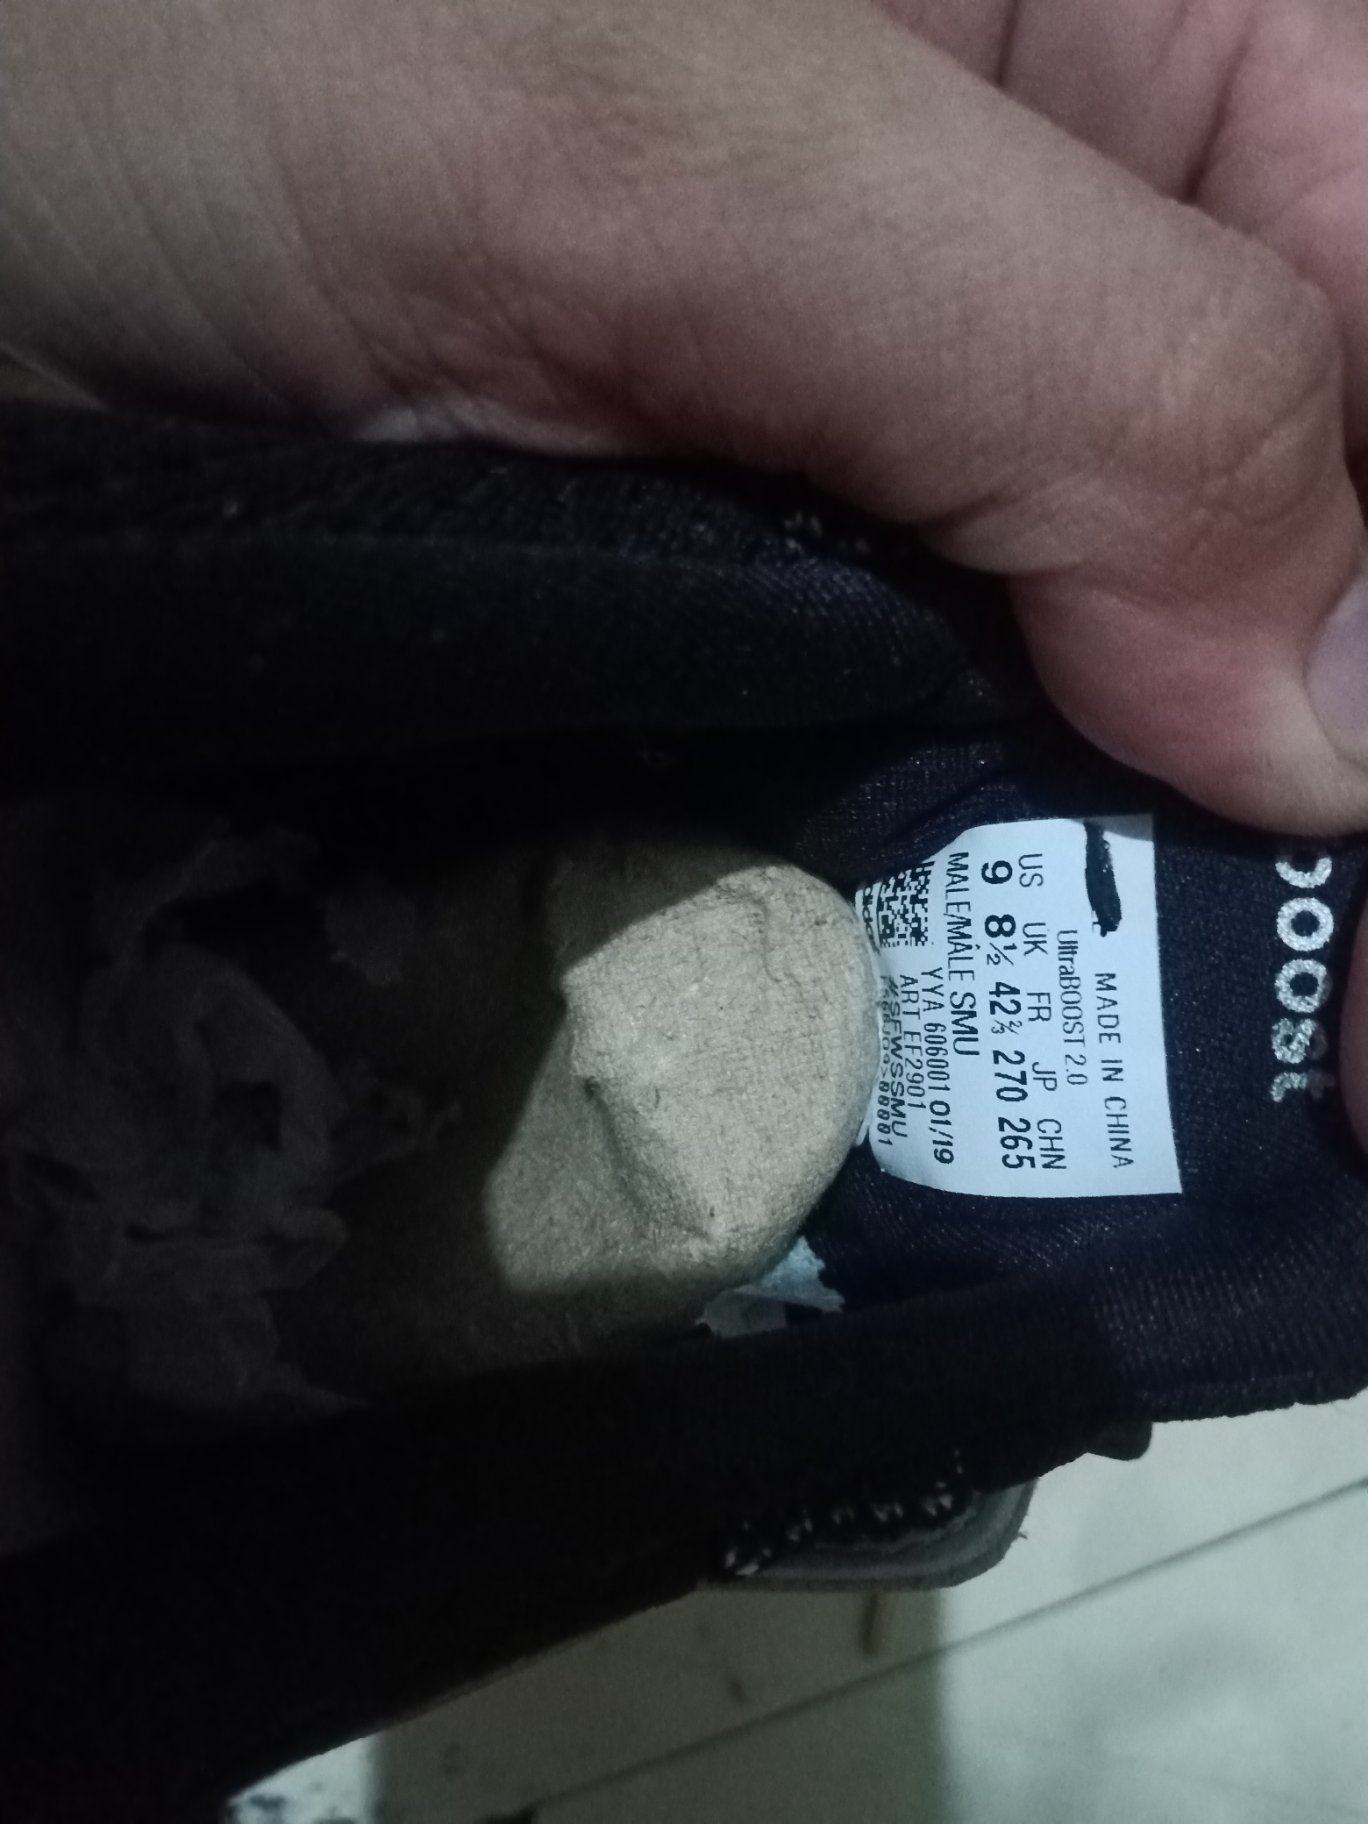 MADE IN CHINA
UltraBOOST 2.0
US UK FR JP CHN
9 8½ 42⅔ 270 265
MALE/MÂLE SMU
YYA 606001 01/19
ART EF2901
#SFWSSMU
boost